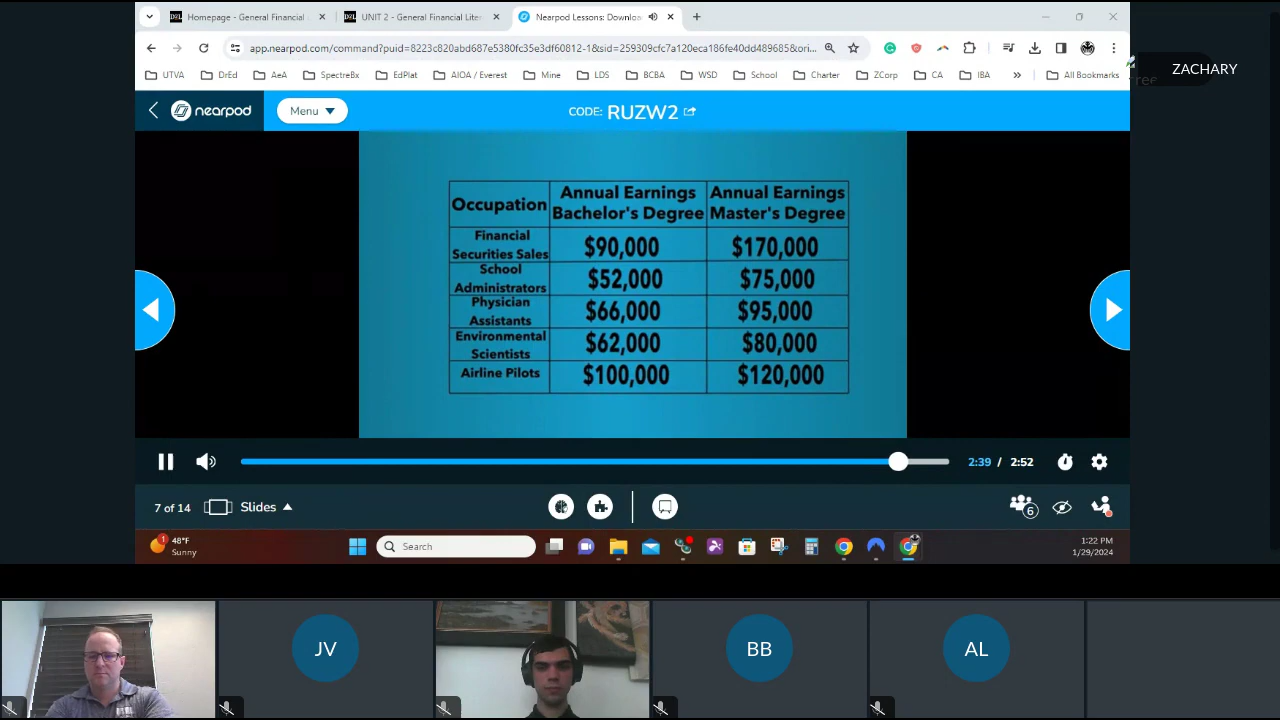 Homepage - General Financial
UNIT 2 - General Financial Liter
Nearpod Lessons: Downloa
app.nearpod.com/command?puid=8223c820abd687e5380fc35e3df60812-1&sid=259309cfc7a120eca186fe40dd489685&ori...
UTVA
DrEd
AeA
SpectreBx
EdPlat
AIOA / Everest
Mine
LDS
BCBA
WSD
School
Charter
ZCorp
CA
IBA
»
All Bookmarks
ZACHARY
nearpod
Menu
CODE: RUZW2
Occupation
Annual Earnings
Bachelor's Degree
Annual Earnings
Master's Degree
Financial
Securities Sales
$90,000
$170,000
School
Administrators
$52,000
$75,000
Physician
Assistants
$66,000
$95,000
Environmental
Scientists
$62,000
$80,000
Airline Pilots
$100,000
$120,000
2:39 / 2:52
7 of 14
Slides
6
1
48°F
Sunny
Search
1:22 PM
1/29/2024
JV
BB
AL